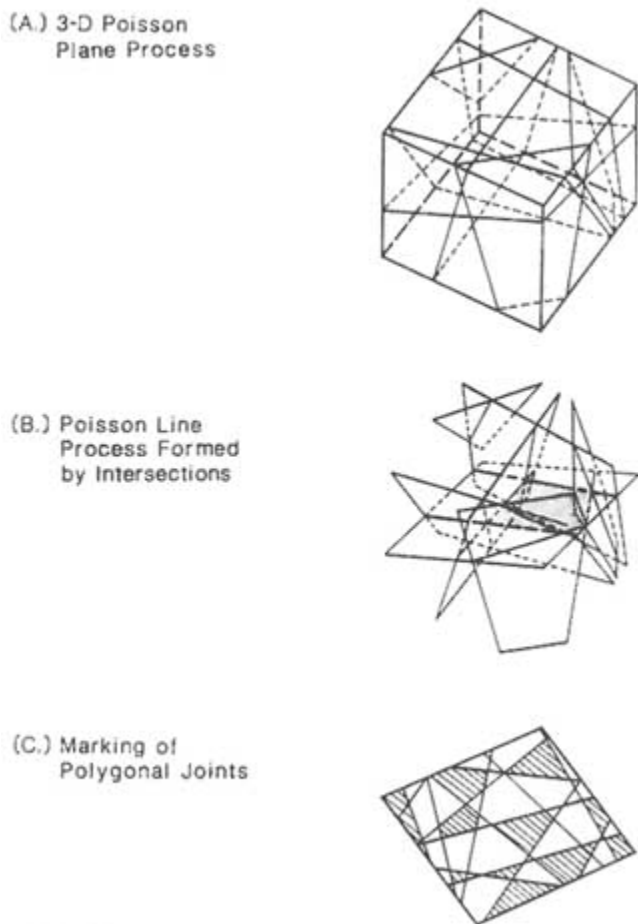 (A.) 3-D Poisson
Plane Process
(B.) Poisson Line
Process Formed
by Intersections
(C.) Marking of
Polygonal Joints